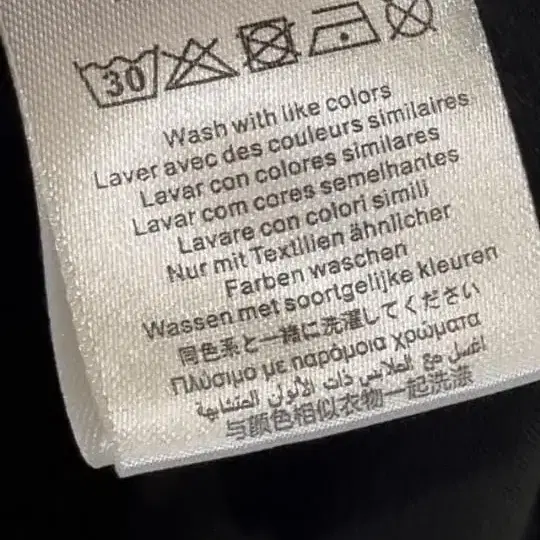 30
Wash with like colors
Laver avec des couleurs similaires
Lavar con colores similares
Lavar com cores semelhantes
Lavare con colori simili
Nur mit Textilien ähnlicher
Farben waschen
Wassen met soortgelijke kleuren
同色系と一緒に洗濯してください
Πλύσιμο με παρόμοια χρώματα
اغسل مع الملابس ذات الألوان المتشابهة
与颜色相似衣物一起洗涤